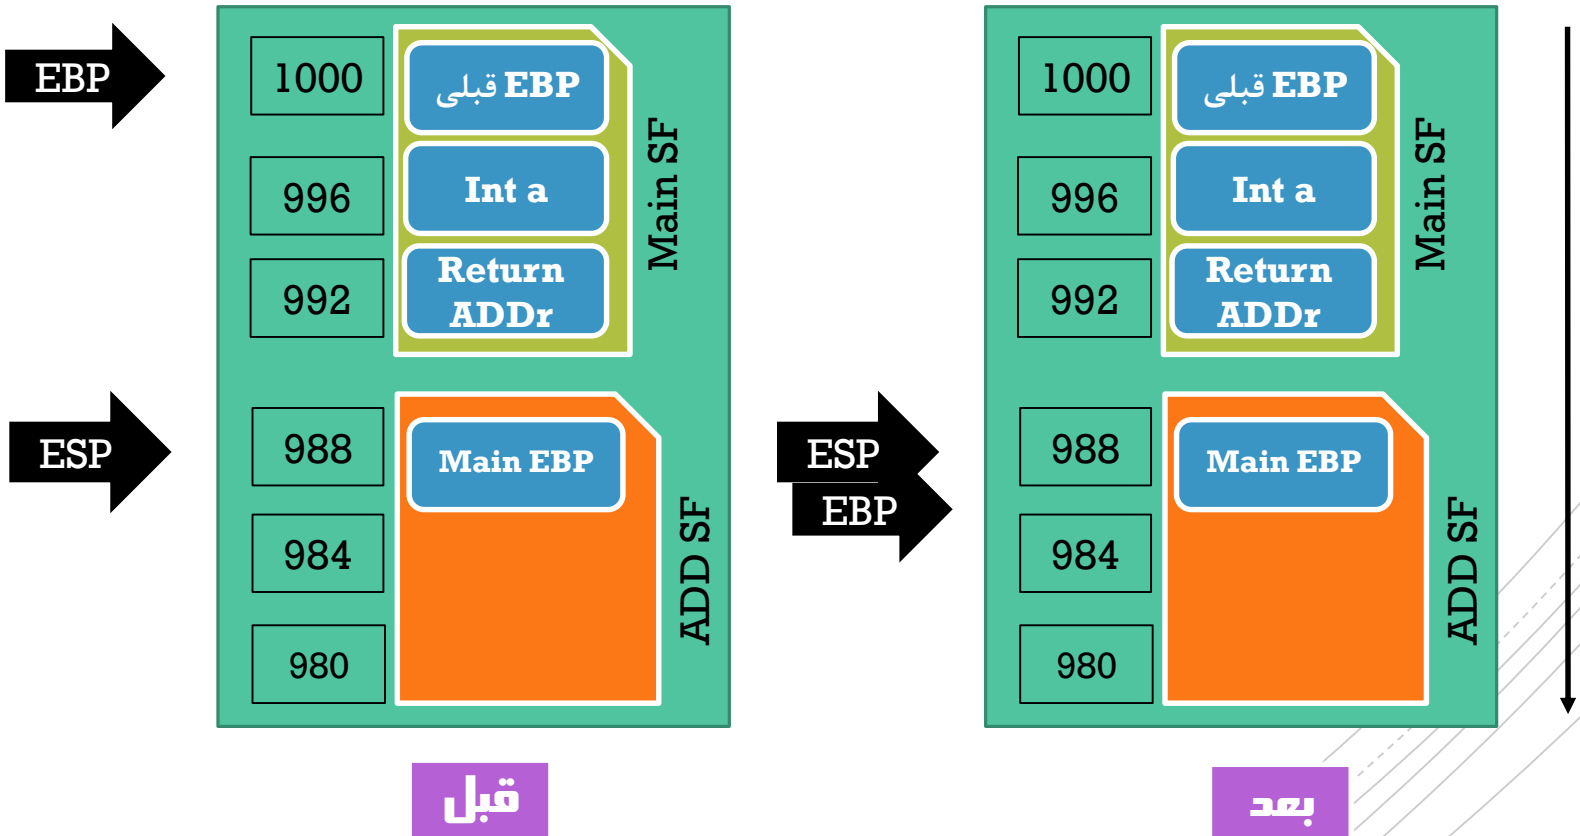 EBP
1000
EBP قبلی
996
Int a
992
Return
ADDr
Main SF
ESP
988
Main EBP
984
980
ADD SF
قبل
1000
EBP قبلی
996
Int a
992
Return
ADDr
Main SF
ESP
EBP
988
Main EBP
984
980
ADD SF
بعد